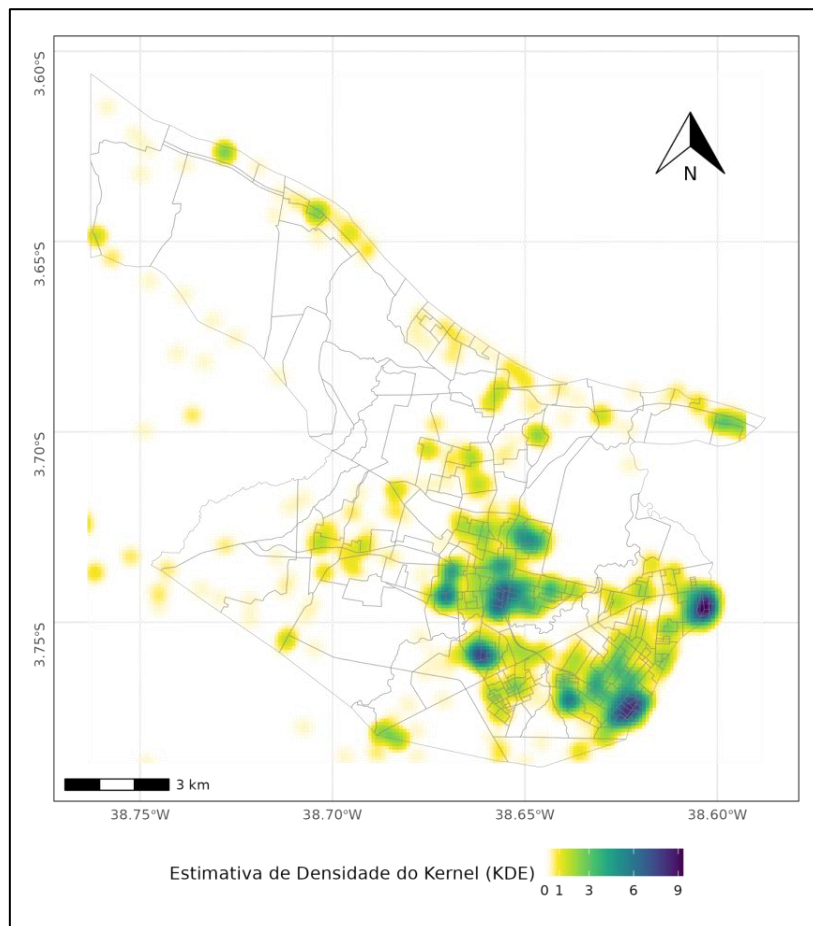 3.60°S
3.65°S
3.70°S
3.75°S
N
3 km
38.75°W
38.70°W
38.65°W
38.60°W
Estimativa de Densidade do Kernel (KDE)
0 1 3 6 9